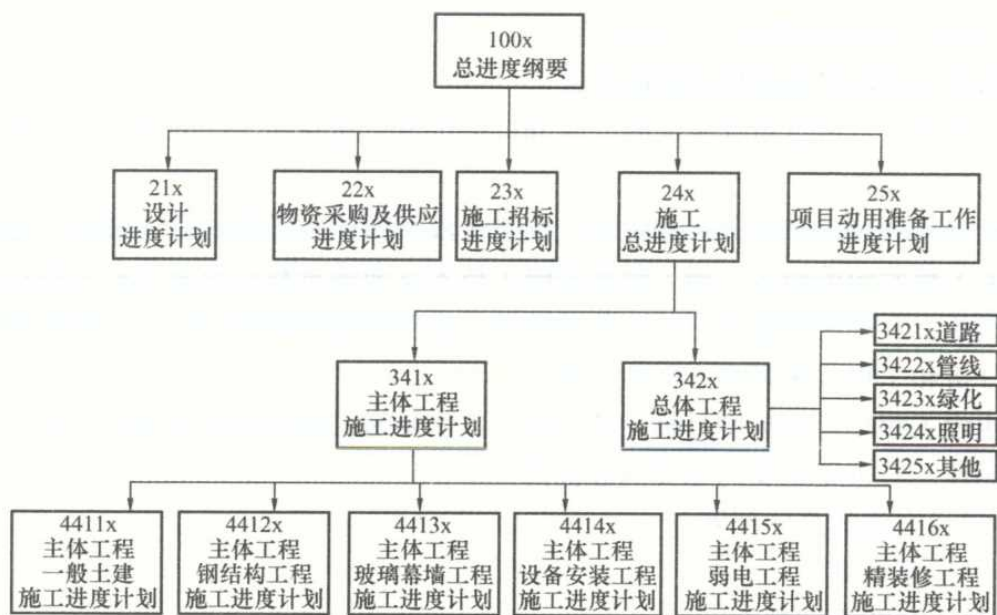 100x
总进度纲要
21x
设计
进度计划
22x
物资采购及供应
进度计划
23x
施工招标
进度计划
24x
施工
总进度计划
25x
项目动用准备工作
进度计划
341x
主体工程
施工进度计划
342x
总体工程
施工进度计划
3421x道路
3422x管线
3423x绿化
3424x照明
3425x其他
4411x
主体工程
一般土建
施工进度计划
4412x
主体工程
钢结构工程
施工进度计划
4413x
主体工程
玻璃幕墙工程
施工进度计划
4414x
主体工程
设备安装工程
施工进度计划
4415x
主体工程
弱电工程
施工进度计划
4416x
主体工程
精装修工程
施工进度计划